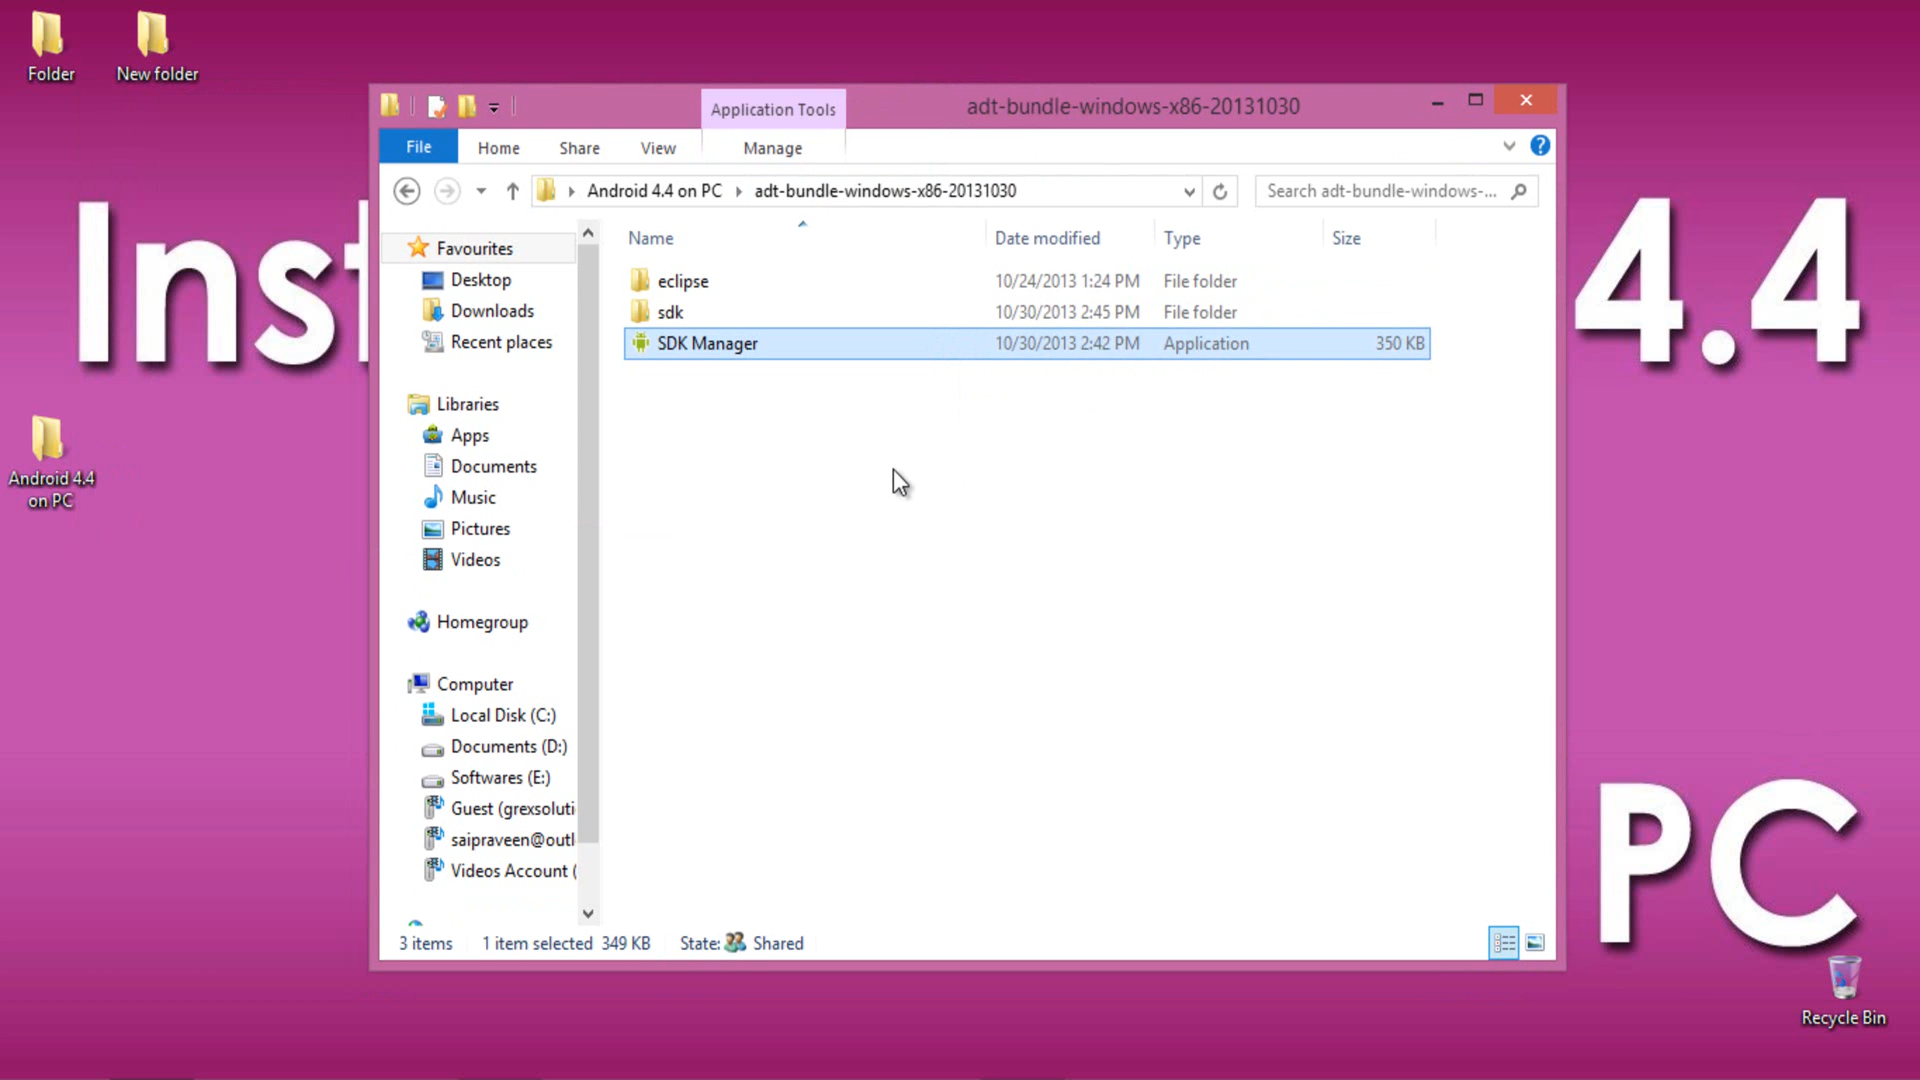 Folder
New folder
Application Tools
adt-bundle-windows-x86-20131030
File
Home
Share
View
Manage
Android 4.4 on PC
adt-bundle-windows-x86-20131030
Search adt-bundle-windows-...
Inst
4.4
Name
Date modified
Type
Size
Favourites
Desktop
Downloads
Recent places
eclipse 10/24/2013 1:24 PM File folder
sdk 10/30/2013 2:45 PM File folder
SDK Manager 10/30/2013 2:42 PM Application 350 KB
Libraries
Apps
Documents
Music
Pictures
Videos
Android 4.4
on PC
Homegroup
Computer
Local Disk (C:)
Documents (D:)
Softwares (E:)
Guest (grexsoluti
saipraveen@outl
Videos Account (
PC
3 items 1 item selected 349 KB State: Shared
Recycle Bin